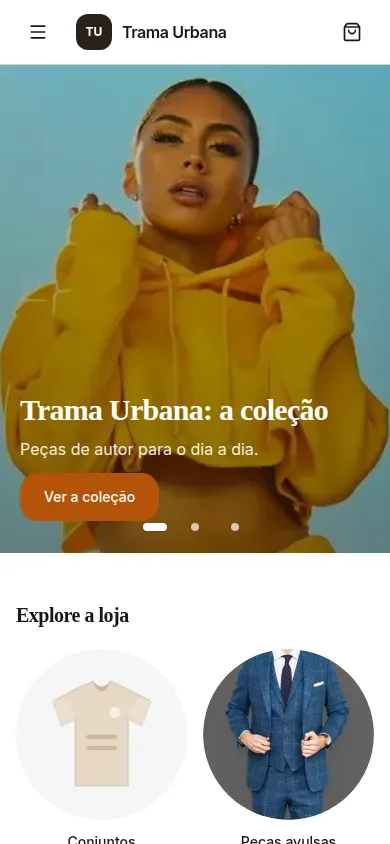 TU
Trama Urbana
Trama Urbana: a coleção
Peças de autor para o dia a dia.
Ver a coleção
Explore a loja
Conjuntos
Peças avulsas